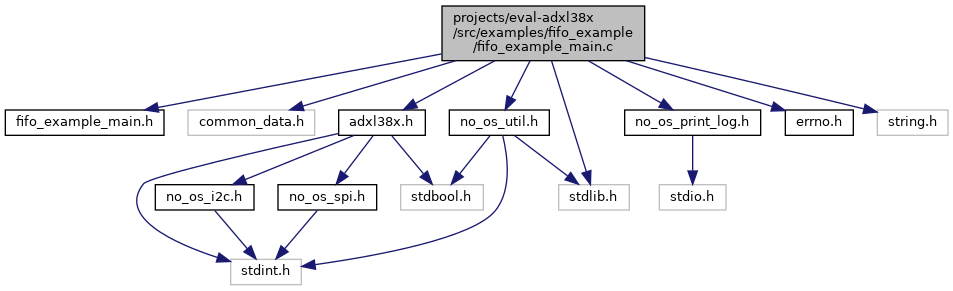 projects/eval-adxl38x
/src/examples/fifo_example
/fifo_example_main.c
fifo_example_main.h
common_data.h
adxl38x.h
no_os_util.h
no_os_print_log.h
errno.h
string.h
no_os_i2c.h
no_os_spi.h
stdbool.h
stdlib.h
stdio.h
stdint.h